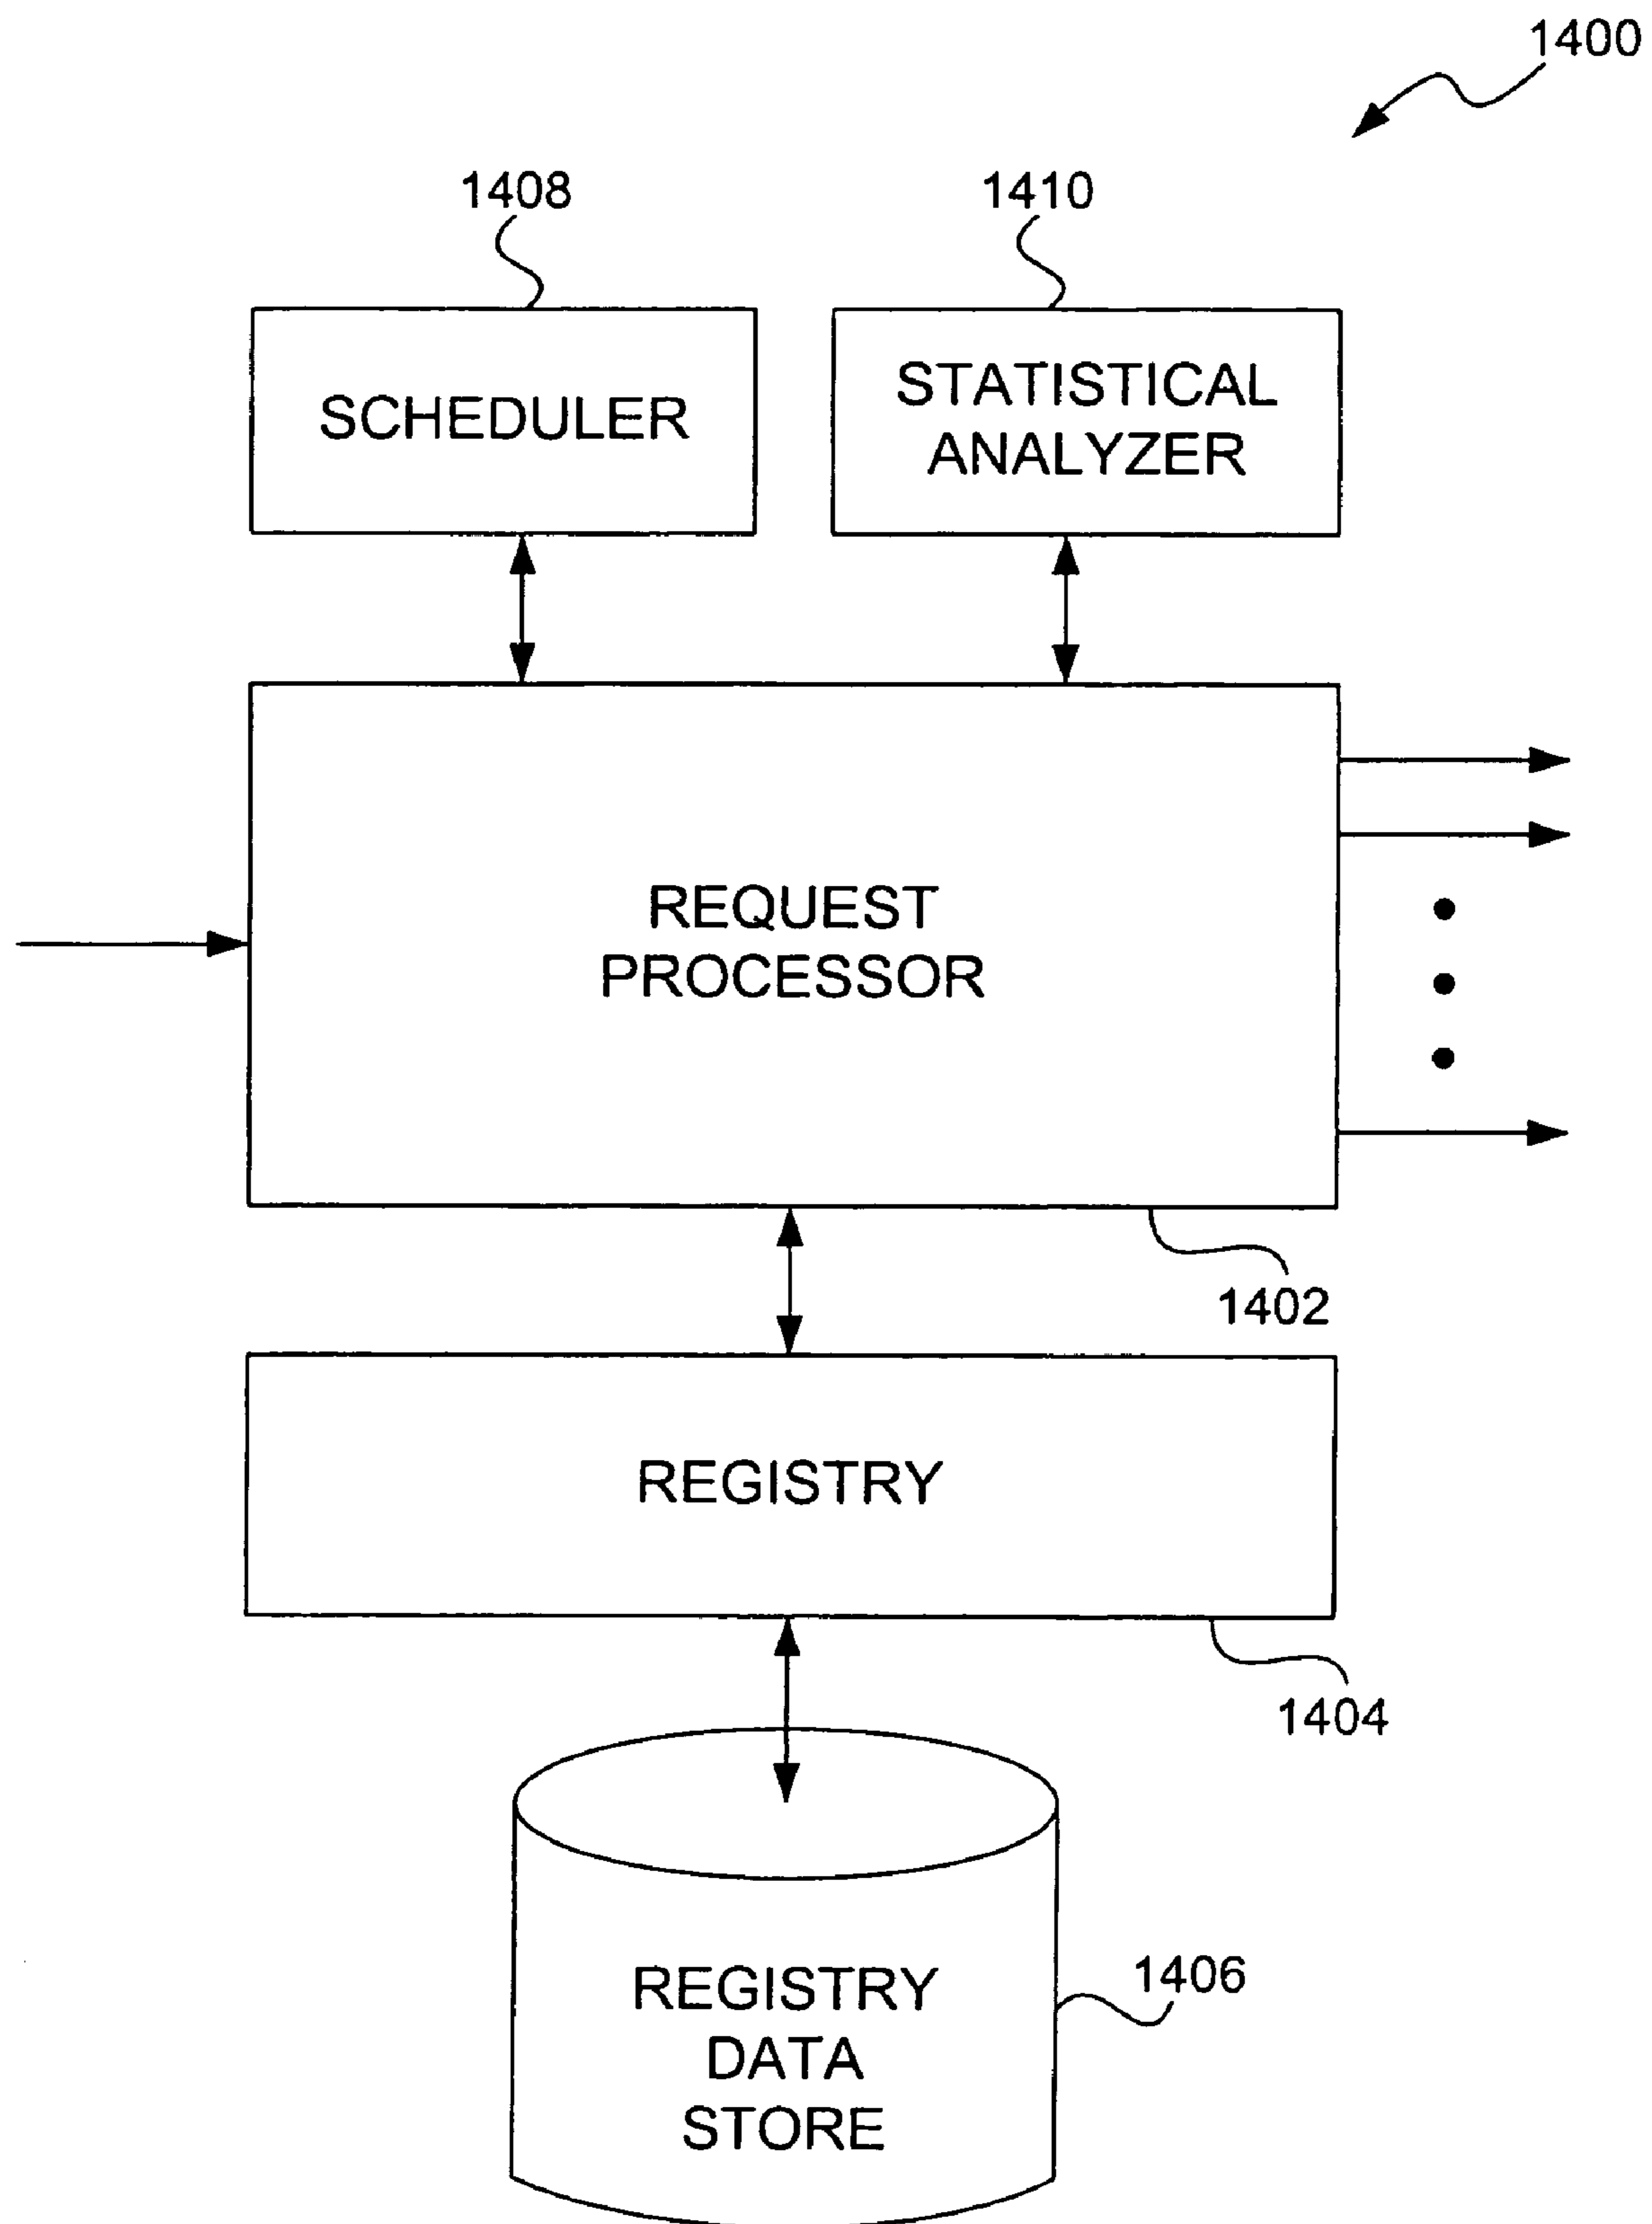 1400
1408
1410
SCHEDULER
STATISTICAL
ANALYZER
REQUEST
PROCESSOR
1402
REGISTRY
1404
1406
REGISTRY
DATA
STORE